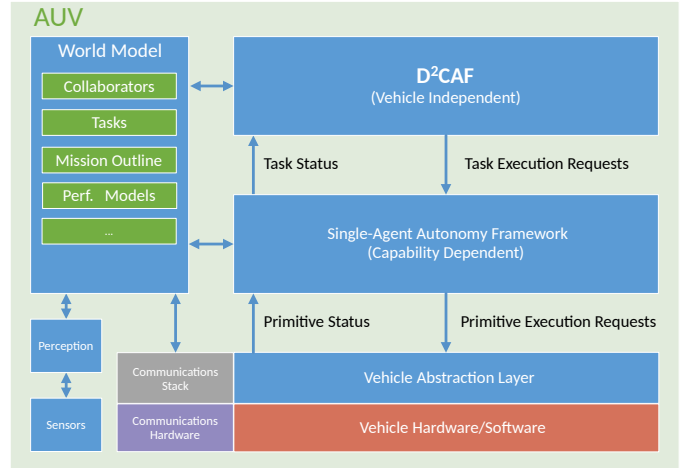 AUV
World Model
Collaborators
Tasks
Mission Outline
Perf. Models
...
D²CAF
(Vehicle Independent)
Task Status
Task Execution Requests
Single-Agent Autonomy Framework
(Capability Dependent)
Primitive Status
Primitive Execution Requests
Perception
Sensors
Communications
Stack
Vehicle Abstraction Layer
Communications
Hardware
Vehicle Hardware/Software